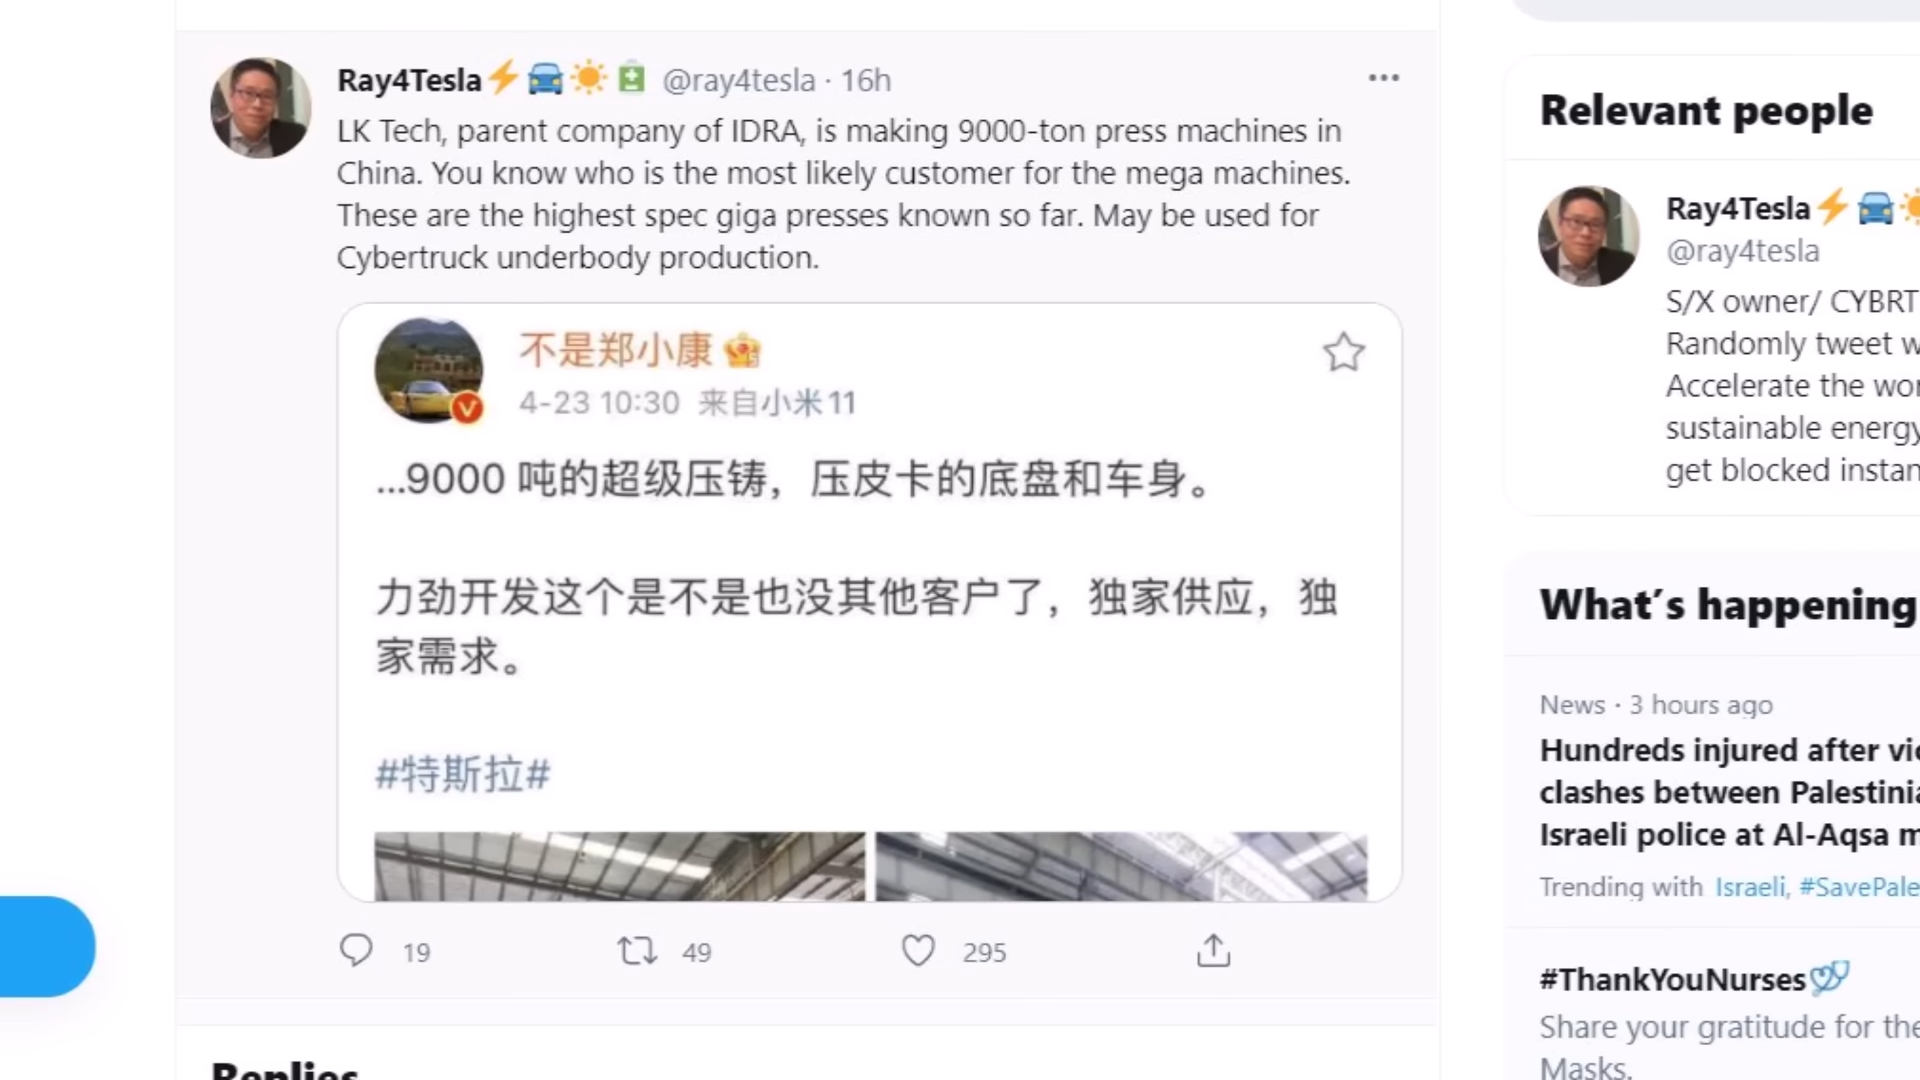 Ray4Tesla⚡🚙☀️🔋 @ray4tesla · 16h
LK Tech, parent company of IDRA, is making 9000-ton press machines in
China. You know who is the most likely customer for the mega machines.
These are the highest spec giga presses known so far. May be used for
Cybertruck underbody production.
不是郑小康
4-23 10:30 来自小米11
...9000 吨的超级压铸，压皮卡的底盘和车身。
力劲开发这个是不是也没其他客户了，独家供应，独
家需求。
#特斯拉#
19 49 295
Replies
Relevant people
Ray4Tesla⚡🚙☀️
@ray4tesla
S/X owner/ CYBRT
Randomly tweet w
Accelerate the wor
sustainable energy
get blocked instan
What's happening
News · 3 hours ago
Hundreds injured after vio
clashes between Palestinia
Israeli police at Al-Aqsa m
Trending with Israeli, #SavePale
#ThankYouNurses
Share your gratitude for the
Masks.